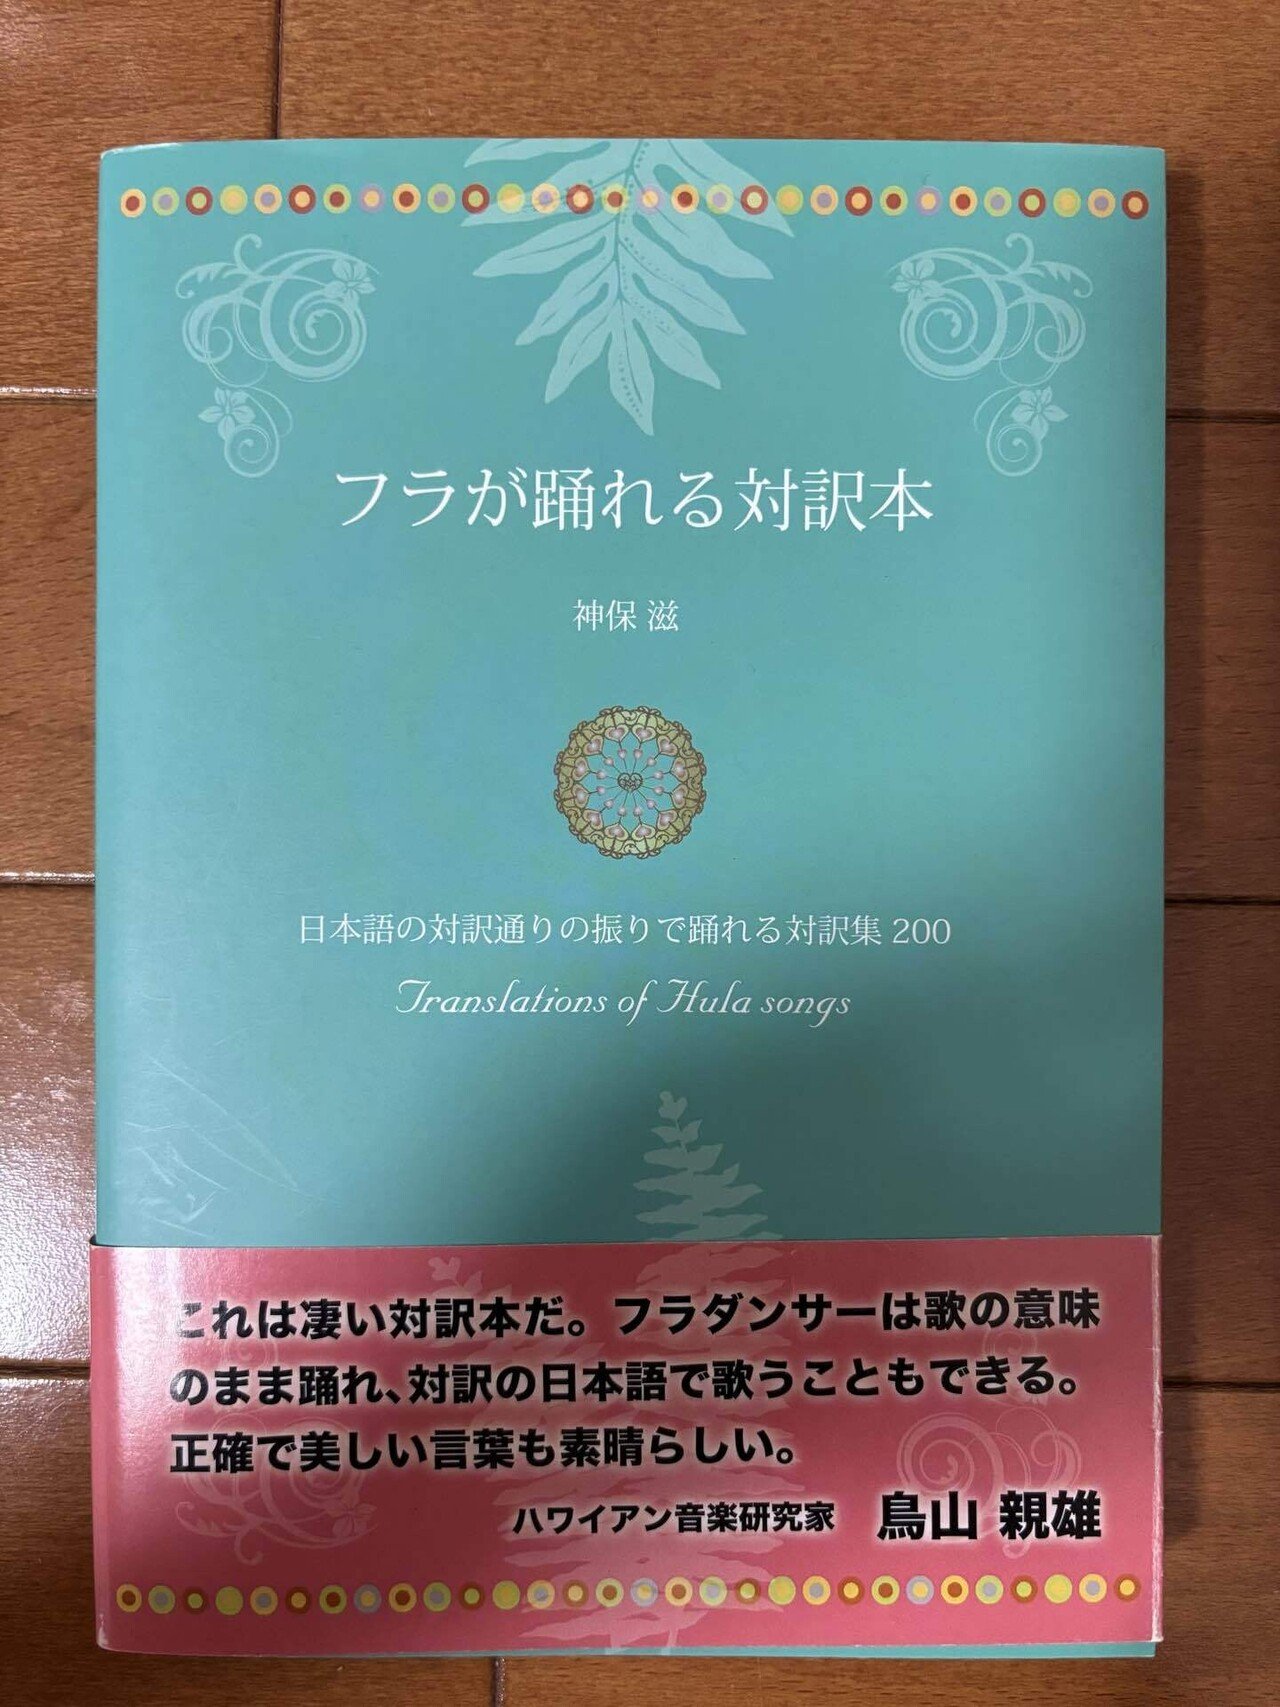 フラが踊れる対訳本
神保 滋
日本語の対訳通りの振りで踊れる対訳集 200
Translations of Hula songs
これは凄い対訳本だ。フラダンサーは歌の意味
のまま踊れ、対訳の日本語で歌うこともできる。
正確で美しい言葉も素晴らしい。
ハワイアン音楽研究家 鳥山 親雄